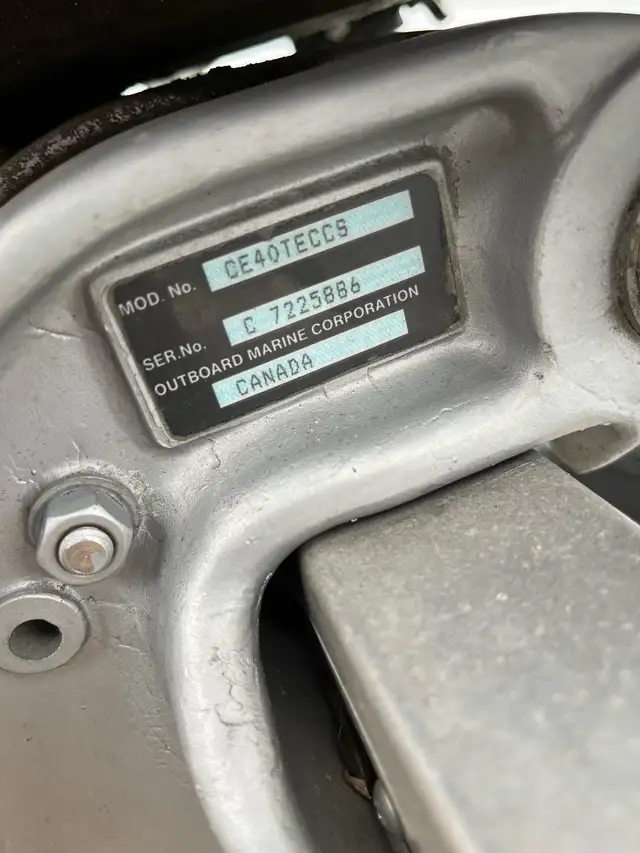 MOD. No. CE40TECCS
SER.No. C 7225886
OUTBOARD MARINE CORPORATION
CANADA